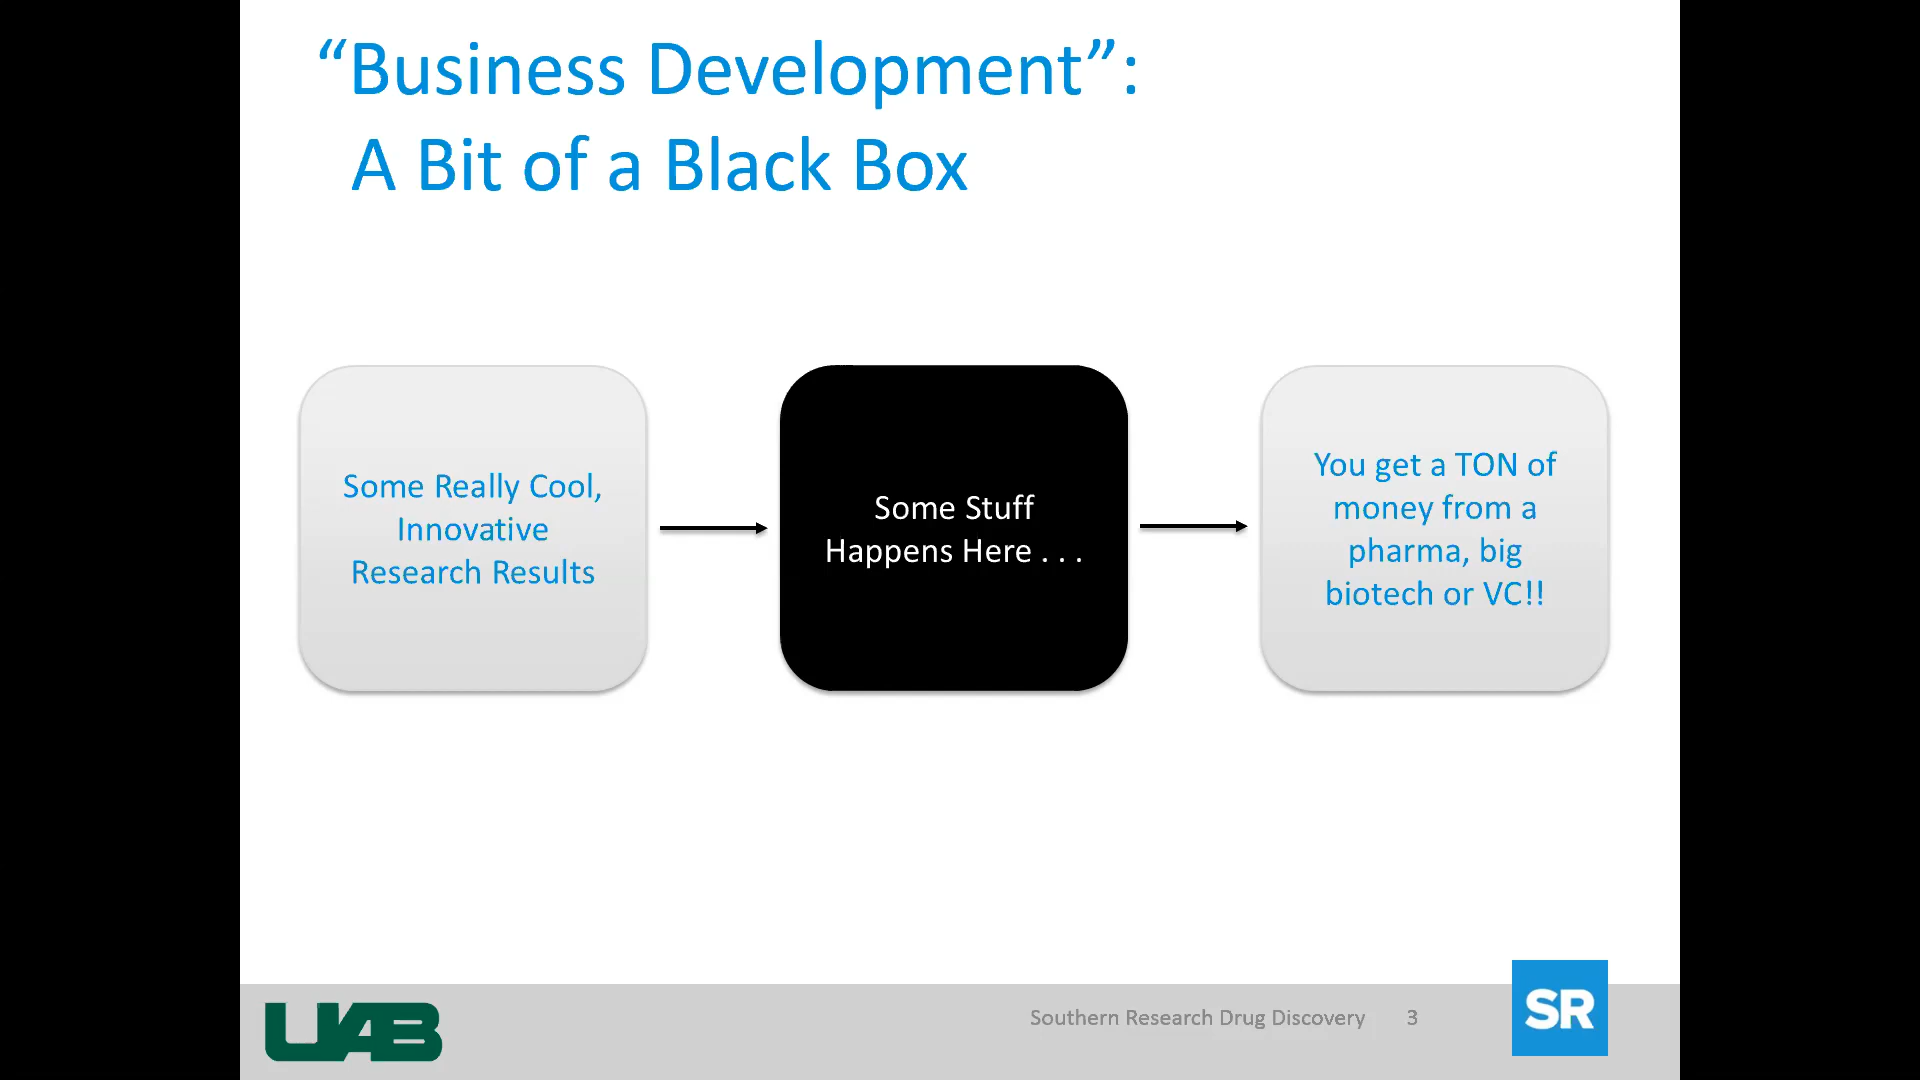 “Business Development”:
A Bit of a Black Box
Some Really Cool,
Innovative
Research Results
Some Stuff
Happens Here . . .
You get a TON of
money from a
pharma, big
biotech or VC!!
UAB
Southern Research Drug Discovery 3
SR